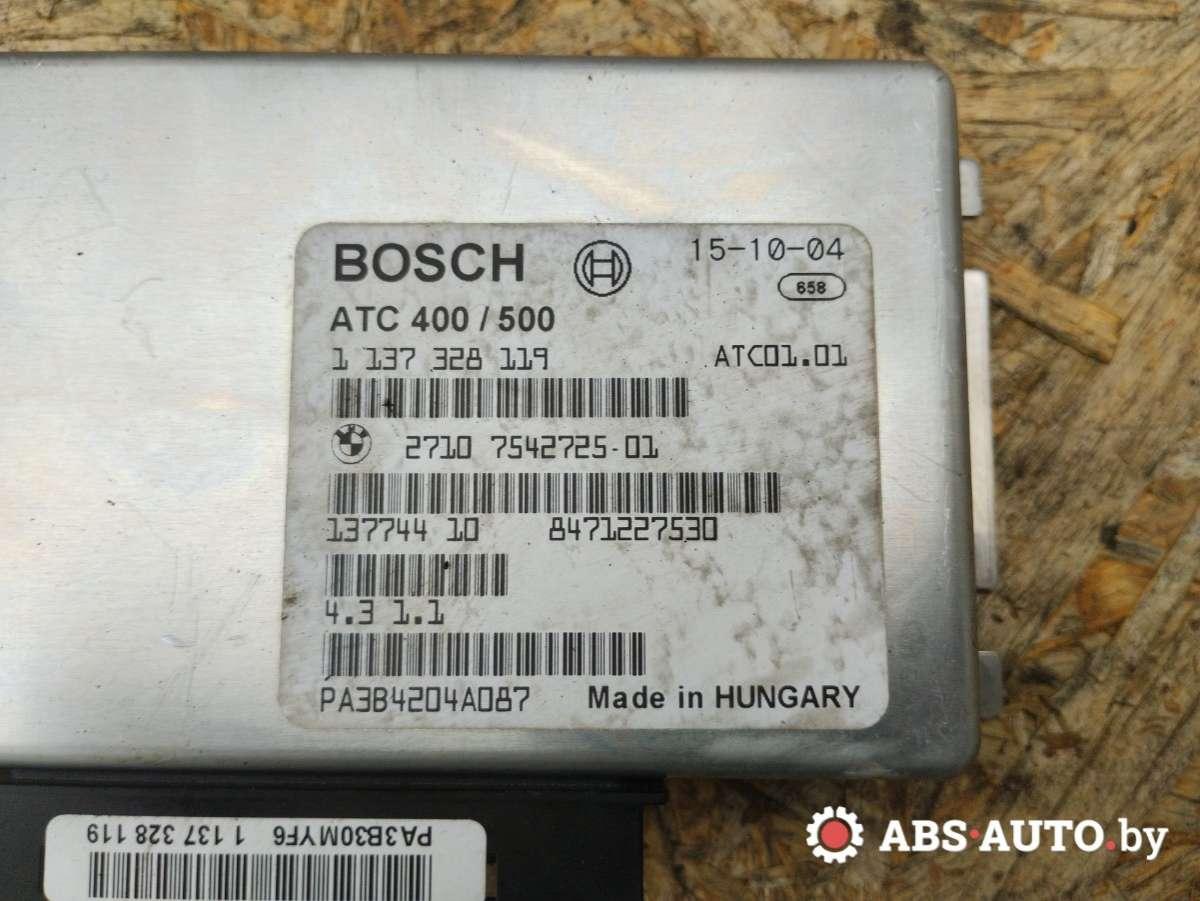 BOSCH 15-10-04
658
ATC 400 / 500
1 137 328 119 ATC01.01
2710 7542725-01
137744 10 8471227530
4.3 1.1
PA3B4204A087 Made in HUNGARY
PA3B30MYF6 1 137 328 119
ABS-AUTO.by